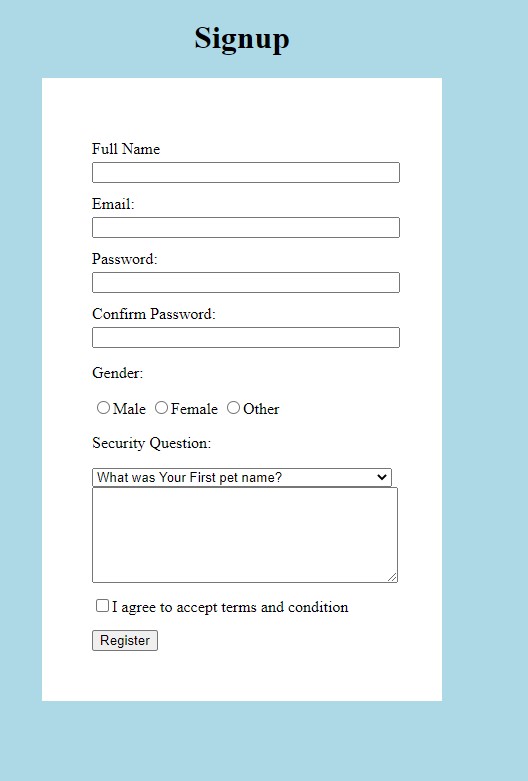 Signup
Full Name
Email:
Password:
Confirm Password:
Gender:
Male Female Other
Security Question:
What was Your First pet name?
I agree to accept terms and condition
Register